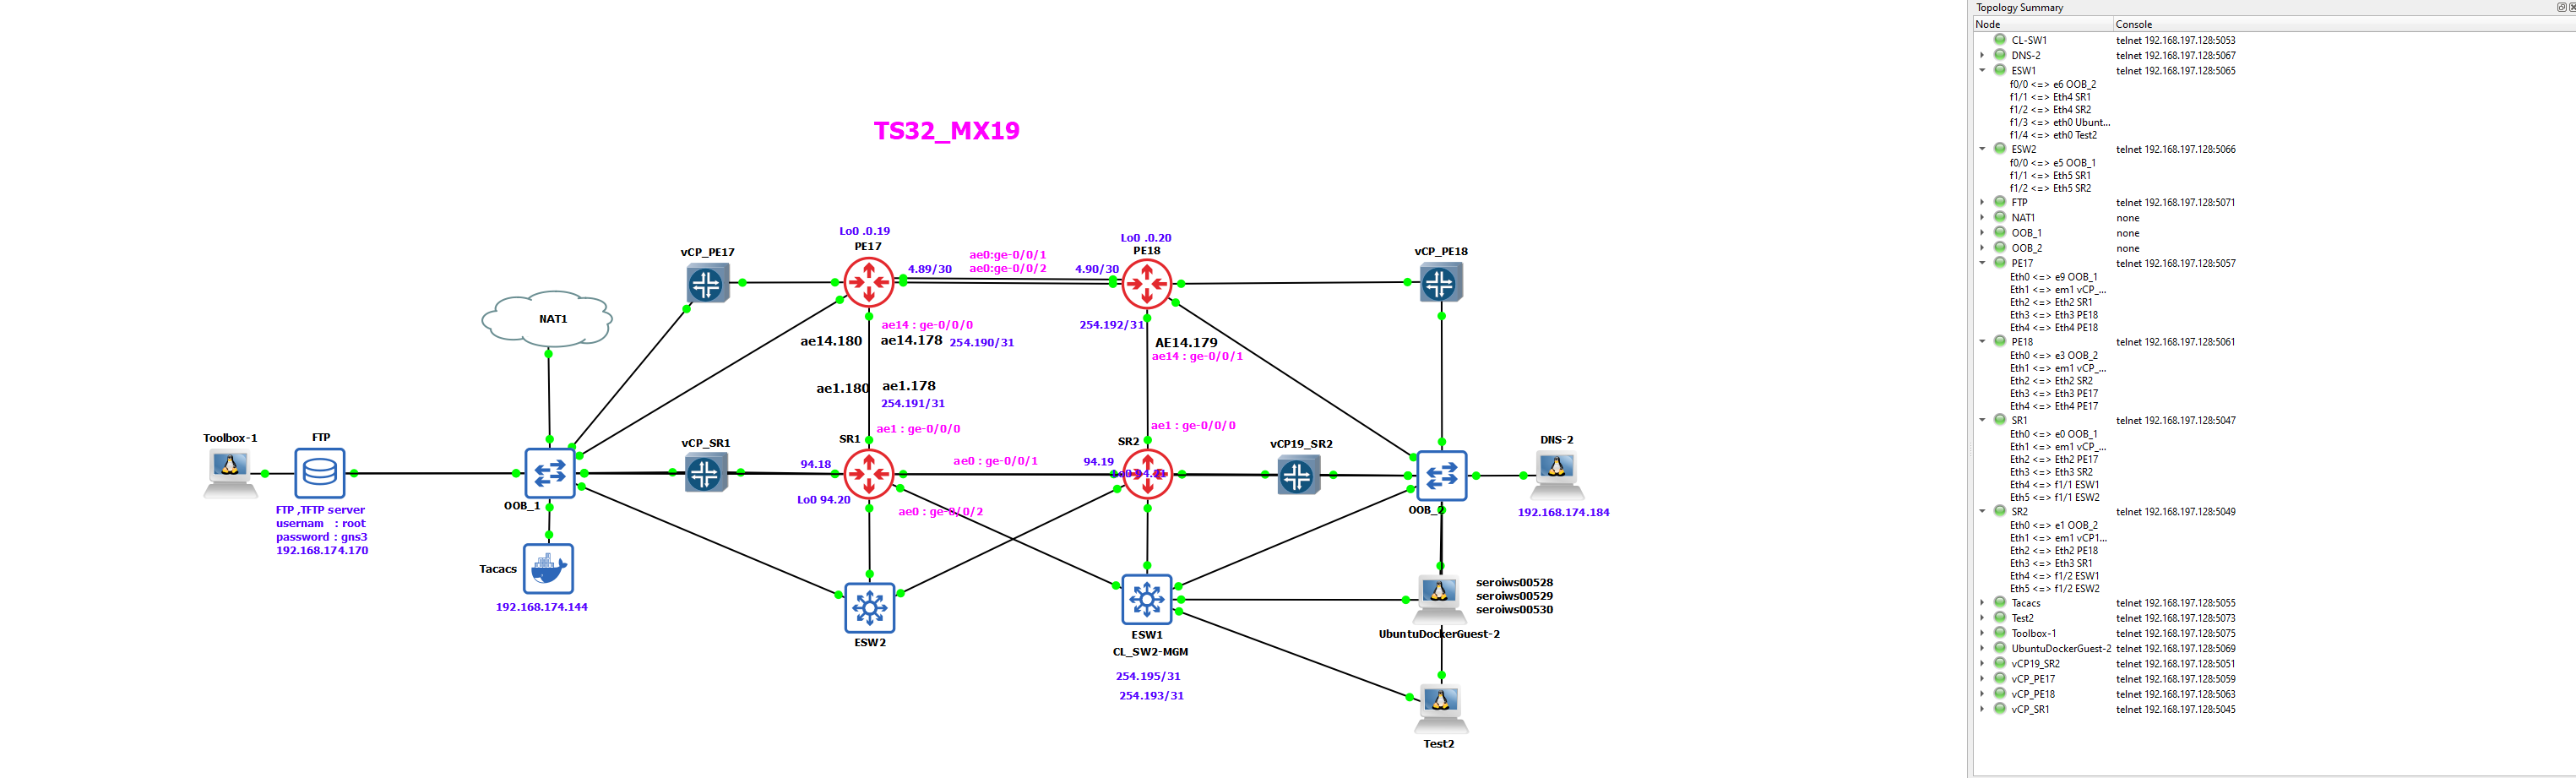 TS32_MX19
Lo0 .0.19
PE17
vCP_PE17
4.89/30
ae0:ge-0/0/1
ae0:ge-0/0/2
4.90/30
Lo0 .0.20
PE18
vCP_PE18
NAT1
ae14 : ge-0/0/0
ae14.180
ae14.178
254.190/31
254.192/31
AE14.179
ae14 : ge-0/0/1
ae1.180
ae1.178
254.191/31
ae1 : ge-0/0/0
ae1 : ge-0/0/0
Toolbox-1
FTP
vCP_SR1
SR1
94.18
ae0 : ge-0/0/1
94.19
SR2
vCP19_SR2
DNS-2
Lo0 94.20
OOB_1
ae0 : ge-0/0/2
OOB_2
192.168.174.184
FTP ,TFTP server
usernam : root
password : gns3
192.168.174.170
Tacacs
192.168.174.144
ESW2
ESW1
CL_SW2-MGM
254.195/31
254.193/31
seroiws00528
seroiws00529
seroiws00530
UbuntuDockerGuest-2
Test2
Topology Summary
Node Console
CL-SW1 telnet 192.168.197.128:5053
DNS-2 telnet 192.168.197.128:5067
ESW1 telnet 192.168.197.128:5065
f0/0 <=> e6 OOB_2
f1/1 <=> Eth4 SR1
f1/2 <=> Eth4 SR2
f1/3 <=> eth0 Ubunt...
f1/4 <=> eth0 Test2
ESW2 telnet 192.168.197.128:5066
f0/0 <=> e5 OOB_1
f1/1 <=> Eth5 SR1
f1/2 <=> Eth5 SR2
FTP telnet 192.168.197.128:5071
NAT1 none
OOB_1 none
OOB_2 none
PE17 telnet 192.168.197.128:5057
Eth0 <=> e9 OOB_1
Eth1 <=> em1 vCP_...
Eth2 <=> Eth2 SR1
Eth3 <=> Eth3 PE18
Eth4 <=> Eth4 PE18
PE18 telnet 192.168.197.128:5061
Eth0 <=> e3 OOB_2
Eth1 <=> em1 vCP_...
Eth2 <=> Eth2 SR2
Eth3 <=> Eth3 PE17
Eth4 <=> Eth4 PE17
SR1 telnet 192.168.197.128:5047
Eth0 <=> e0 OOB_1
Eth1 <=> em1 vCP_...
Eth2 <=> Eth2 PE17
Eth3 <=> Eth3 SR2
Eth4 <=> f1/1 ESW1
Eth5 <=> f1/1 ESW2
SR2 telnet 192.168.197.128:5049
Eth0 <=> e1 OOB_2
Eth1 <=> em1 vCP1...
Eth2 <=> Eth2 PE18
Eth3 <=> Eth3 SR1
Eth4 <=> f1/2 ESW1
Eth5 <=> f1/2 ESW2
Tacacs telnet 192.168.197.128:5055
Test2 telnet 192.168.197.128:5073
Toolbox-1 telnet 192.168.197.128:5075
UbuntuDockerGuest-2 telnet 192.168.197.128:5069
vCP19_SR2 telnet 192.168.197.128:5051
vCP_PE17 telnet 192.168.197.128:5059
vCP_PE18 telnet 192.168.197.128:5063
vCP_SR1 telnet 192.168.197.128:5045